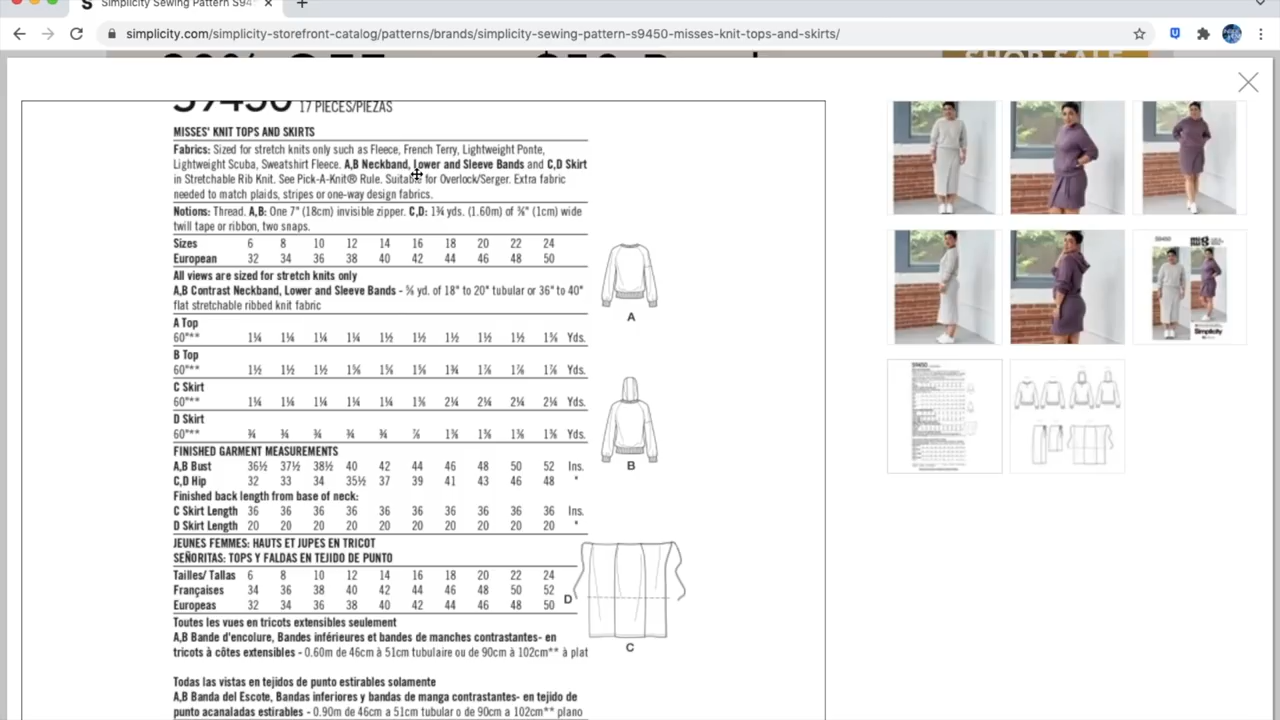 Simplicity Sewing Pattern S94
simplicity.com/simplicity-storefront-catalog/patterns/brands/simplicity-sewing-pattern-s9450-misses-knit-tops-and-skirts/
S9450 17 PIECES/PIEZAS
MISSES' KNIT TOPS AND SKIRTS
Fabrics: Sized for stretch knits only such as Fleece, French Terry, Lightweight Ponte,
Lightweight Scuba, Sweatshirt Fleece. A,B Neckband, Lower and Sleeve Bands and C,D Skirt
in Stretchable Rib Knit. See Pick-A-Knit® Rule. Suitable for Overlock/Serger. Extra fabric
needed to match plaids, stripes or one-way design fabrics.
Notions: Thread. A,B: One 7" (18cm) invisible zipper. C,D: 1¾ yds. (1.60m) of ⅜" (1cm) wide
twill tape or ribbon, two snaps.
Sizes 6 8 10 12 14 16 18 20 22 24
European 32 34 36 38 40 42 44 46 48 50
All views are sized for stretch knits only
A,B Contrast Neckband, Lower and Sleeve Bands - ⅝ yd. of 18" to 20" tubular or 36" to 40"
flat stretchable ribbed knit fabric
A Top
60"** 1¼ 1¼ 1¼ 1¼ 1½ 1½ 1½ 1½ 1½ 1⅝ Yds.
B Top
60"** 1½ 1½ 1½ 1⅝ 1⅝ 1⅝ 1¾ 1⅞ 1⅞ 1⅞ Yds.
C Skirt
60"** 1¼ 1¼ 1¼ 1¼ 1¼ 1⅝ 2¼ 2¼ 2¼ 2¼ Yds.
D Skirt
60"** ¾ ¾ ¾ ¾ ¾ ⅞ 1⅜ 1⅜ 1⅜ 1⅜ Yds.
FINISHED GARMENT MEASUREMENTS
A,B Bust 36½ 37½ 38½ 40 42 44 46 48 50 52 Ins.
C,D Hip 32 33 34 35½ 37 39 41 43 46 48 "
Finished back length from base of neck:
C Skirt Length 36 36 36 36 36 36 36 36 36 36 Ins.
D Skirt Length 20 20 20 20 20 20 20 20 20 20 "
JEUNES FEMMES: HAUTS ET JUPES EN TRICOT
SEÑORITAS: TOPS Y FALDAS EN TEJIDO DE PUNTO
Tailles/ Tallas 6 8 10 12 14 16 18 20 22 24
Françaises 34 36 38 40 42 44 46 48 50 52
Europeas 32 34 36 38 40 42 44 46 48 50
Toutes les vues en tricots extensibles seulement
A,B Bande d'encolure, Bandes inférieures et bandes de manches contrastantes- en
tricots à côtes extensibles - 0.60m de 46cm à 51cm tubulaire ou de 90cm à 102cm** à plat
Todas las vistas en tejidos de punto estirables solamente
A,B Banda del Escote, Bandas inferiores y bandas de manga contrastantes- en tejido de
punto acanaladas estirables - 0.90m de 46cm a 51cm tubular o de 90cm a 102cm** plano
A
B
D
C
Simplicity
S9450